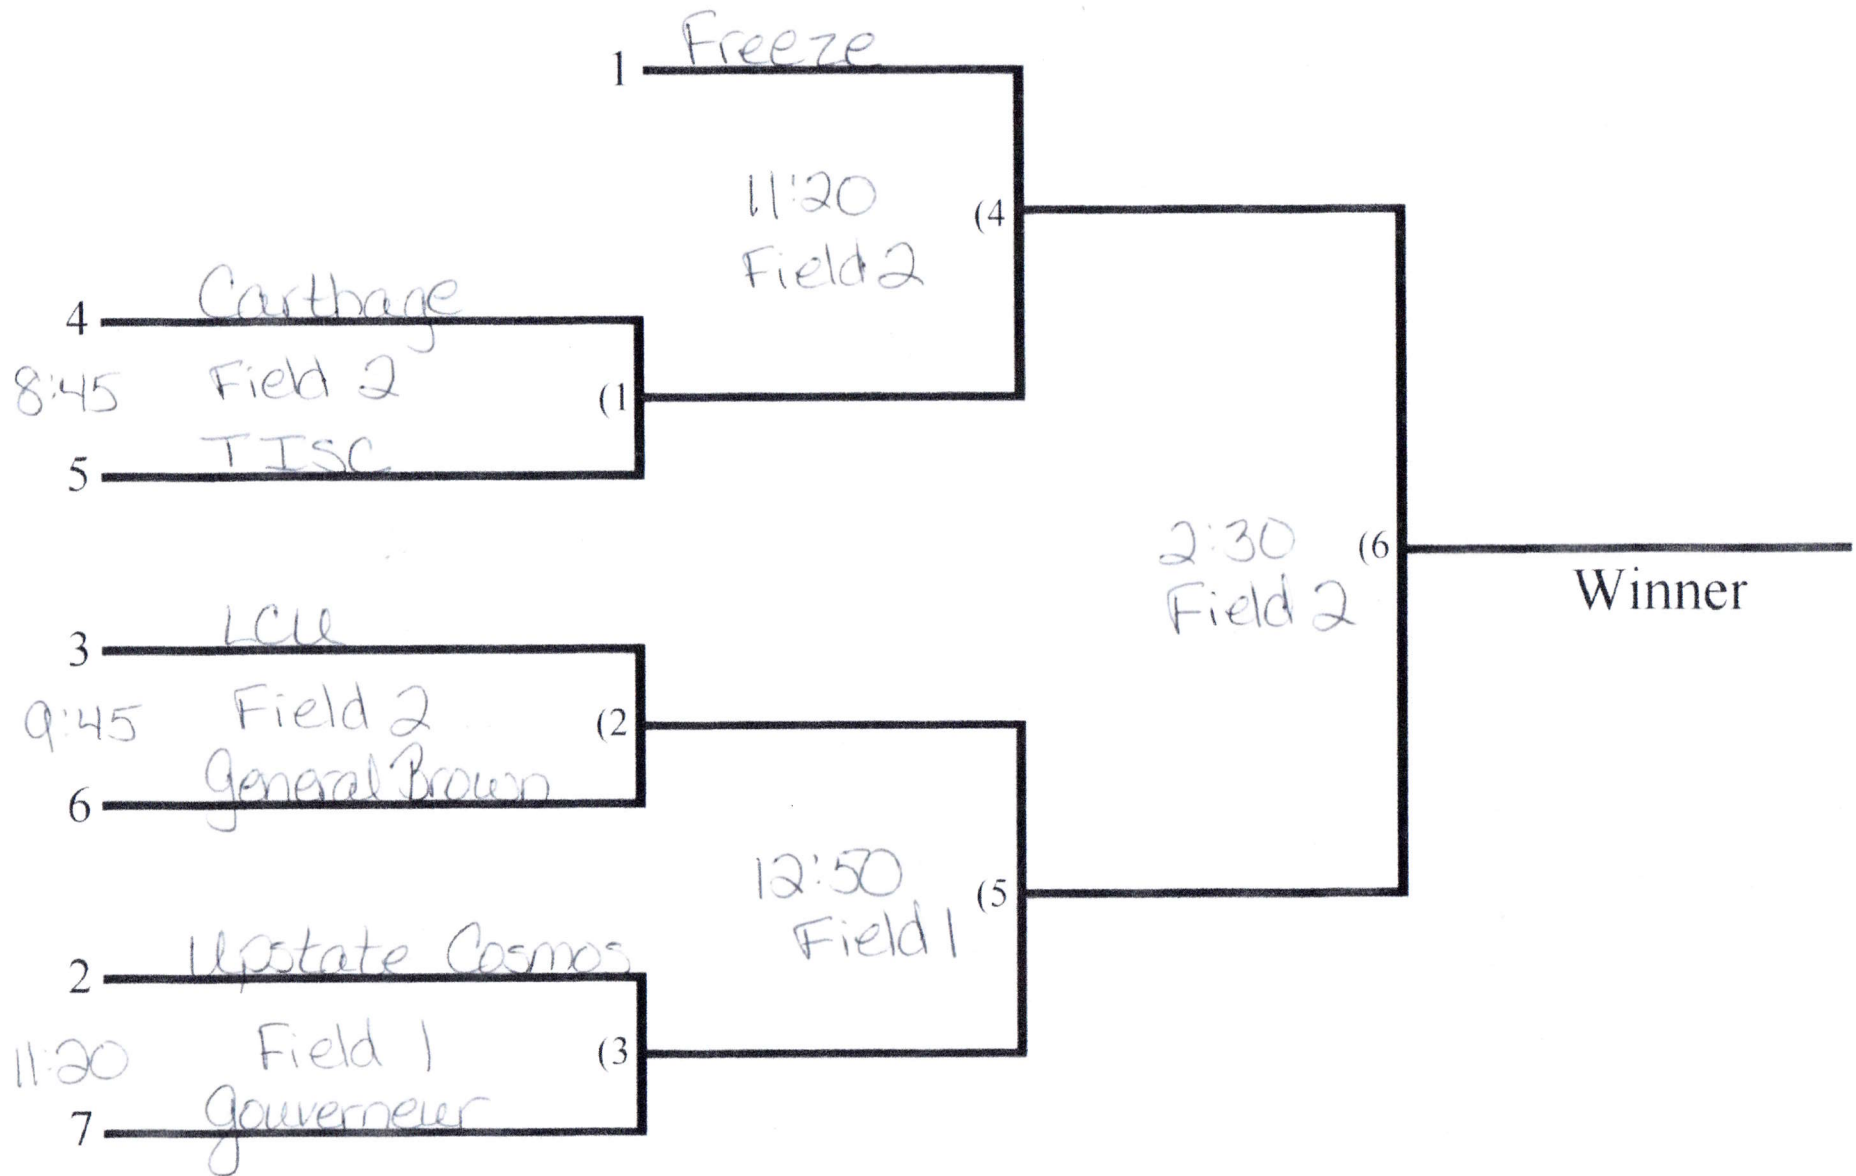 1 Freeze
11:20
Field 2
(4
4 Carthage
8:45 Field 2 (1
5 TISC
3 LCU
9:45 Field 2 (2
6 General Brown
2:30 (6
Field 2
Winner
12:50
Field 1
(5
2 Upstate Cosmos
11:20 Field 1 (3
7 Gouverneur